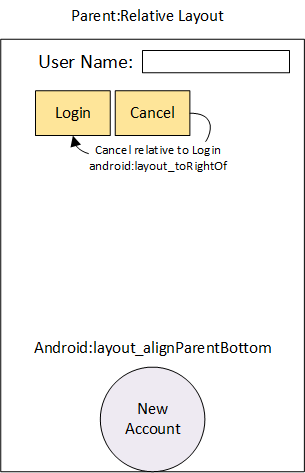 Parent:Relative Layout
User Name:
Login
Cancel
Cancel relative to Login
android:layout_toRightOf
Android:layout_alignParentBottom
New
Account